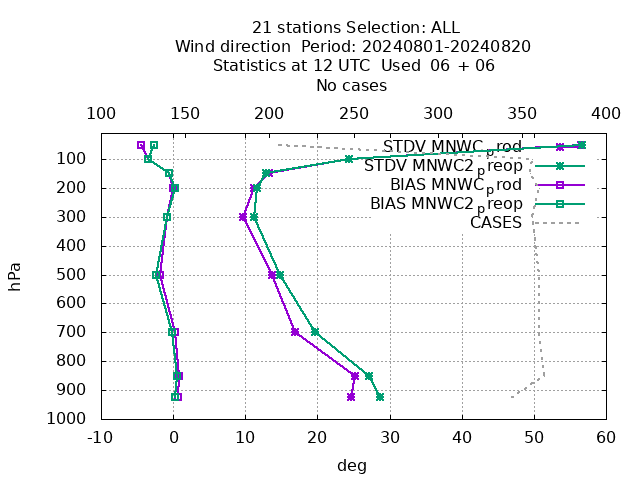 21 stations Selection: ALL
Wind direction  Period: 20240801-20240820
Statistics at 12 UTC  Used  06 + 06
No cases
100 150 200 250 300 350 400
STDV MNWC_prod
100 STDV MNWC2_preop
200 BIAS MNWC_prod
300 BIAS MNWC2_preop
CASES
400
hPa
500
600
700
800
900
1000
-10 0 10 20 30 40 50 60
deg